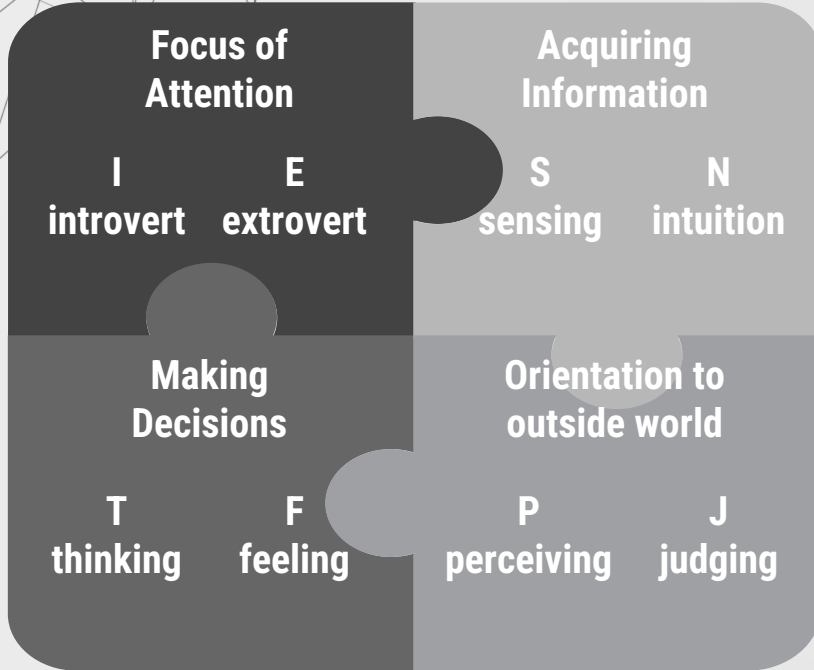 Focus of
Attention
I E
introvert extrovert
Acquiring
Information
S N
sensing intuition
Making
Decisions
T F
thinking feeling
Orientation to
outside world
P J
perceiving judging